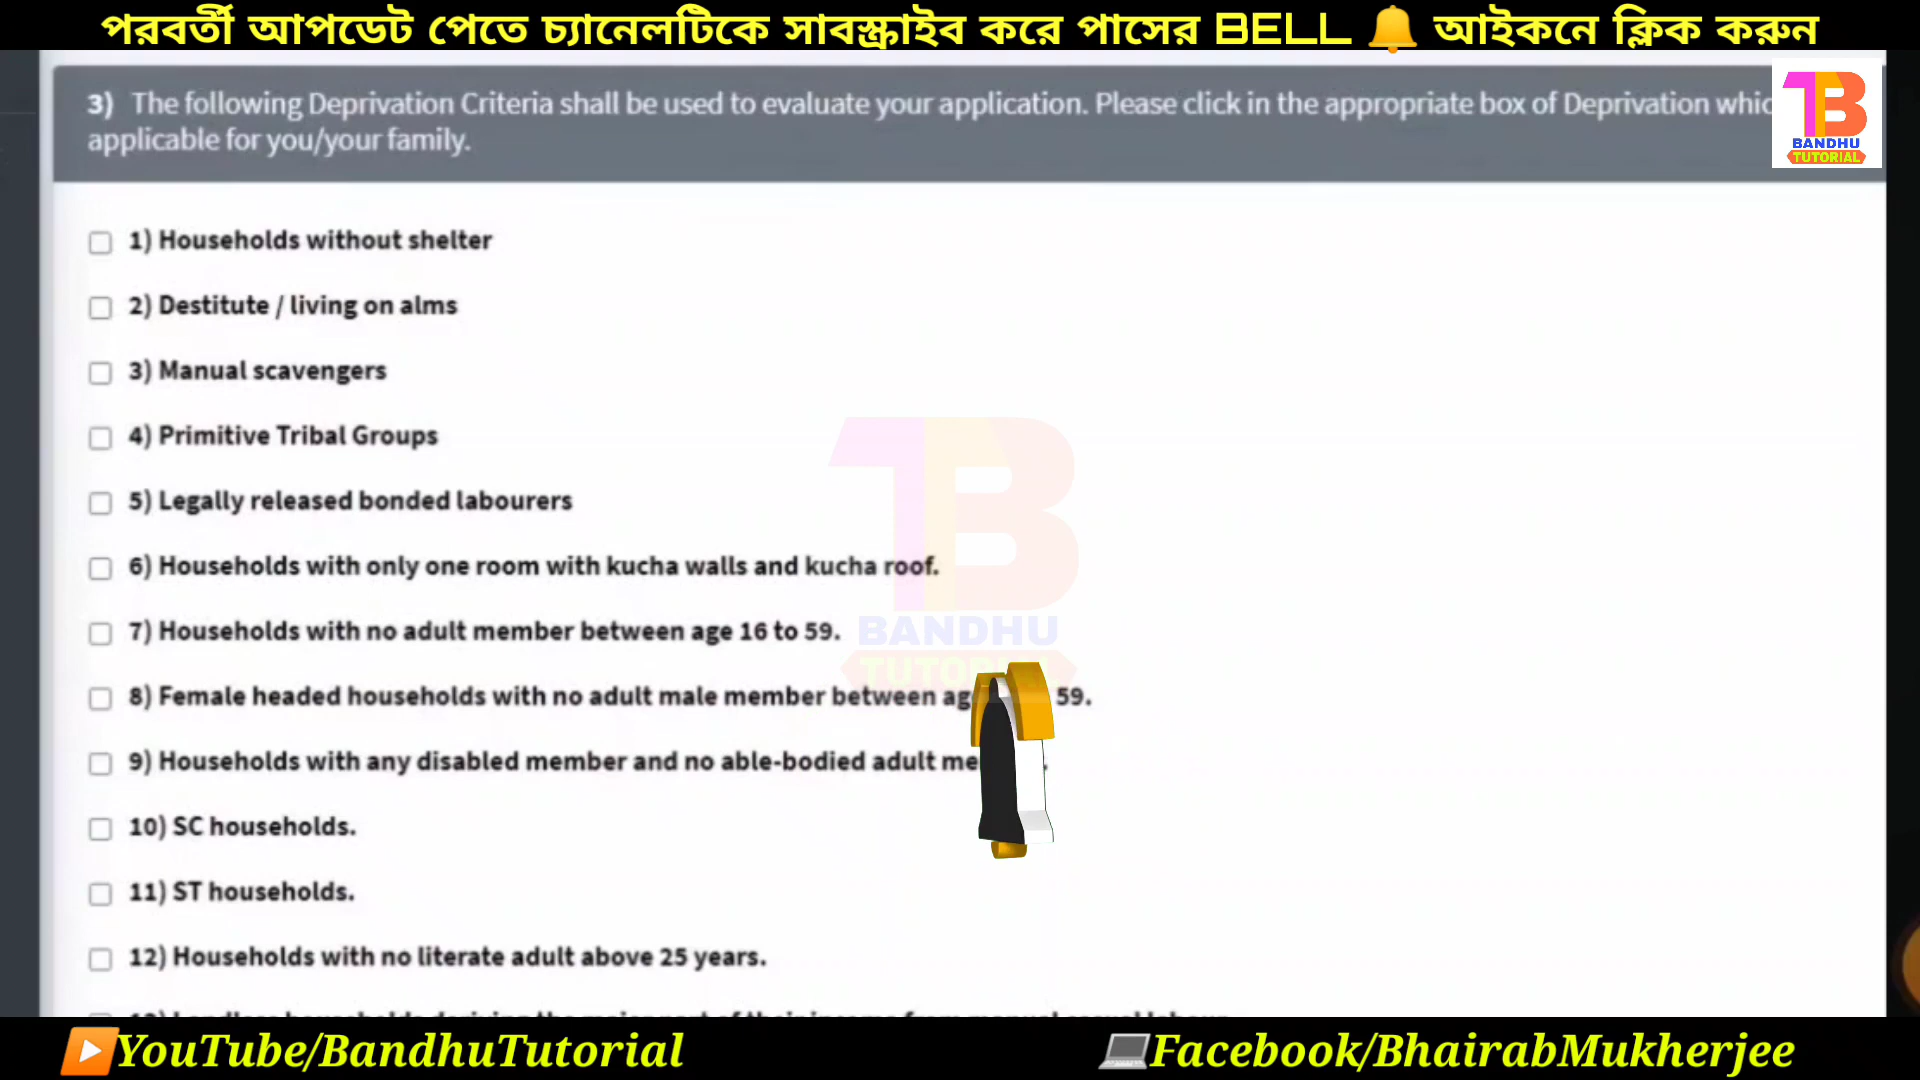 পরবর্তী আপডেট পেতে চ্যানেলটিকে সাবস্ক্রাইব করে পাসের BELL আইকনে ক্লিক করুন
3) The following Deprivation Criteria shall be used to evaluate your application. Please click in the appropriate box of Deprivation
applicable for you/your family.
TB
BANDHU
TUTORIAL
1) Households without shelter
2) Destitute / living on alms
3) Manual scavengers
4) Primitive Tribal Groups
5) Legally released bonded labourers
6) Households with only one room with kucha walls and kucha roof.
7) Households with no adult member between age 16 to 59.
8) Female headed households with no adult male member between 59.
9) Households with any disabled member and no able-bodied adult
10) SC households.
11) ST households.
12) Households with no literate adult above 25 years.
TB
BANDHU
TUTORIAL
YouTube/BandhuTutorial
Facebook/BhairabMukherjee